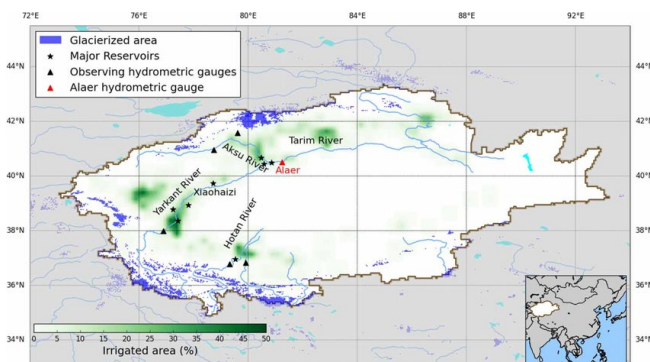 72°E 76°E 80°E 84°E 88°E 92°E
Glacierized area
Major Reservoirs
Observing hydrometric gauges
Alaer hydrometric gauge
44°N 44°N
42°N 42°N
Tarim River
Aksu River
Alaer
40°N 40°N
Yarkant River
Xiaohaizi
Hotan River
38°N 38°N
36°N 36°N
0 5 10 15 20 25 30 35 40 45 50
34°N 34°N
Irrigated area (%)